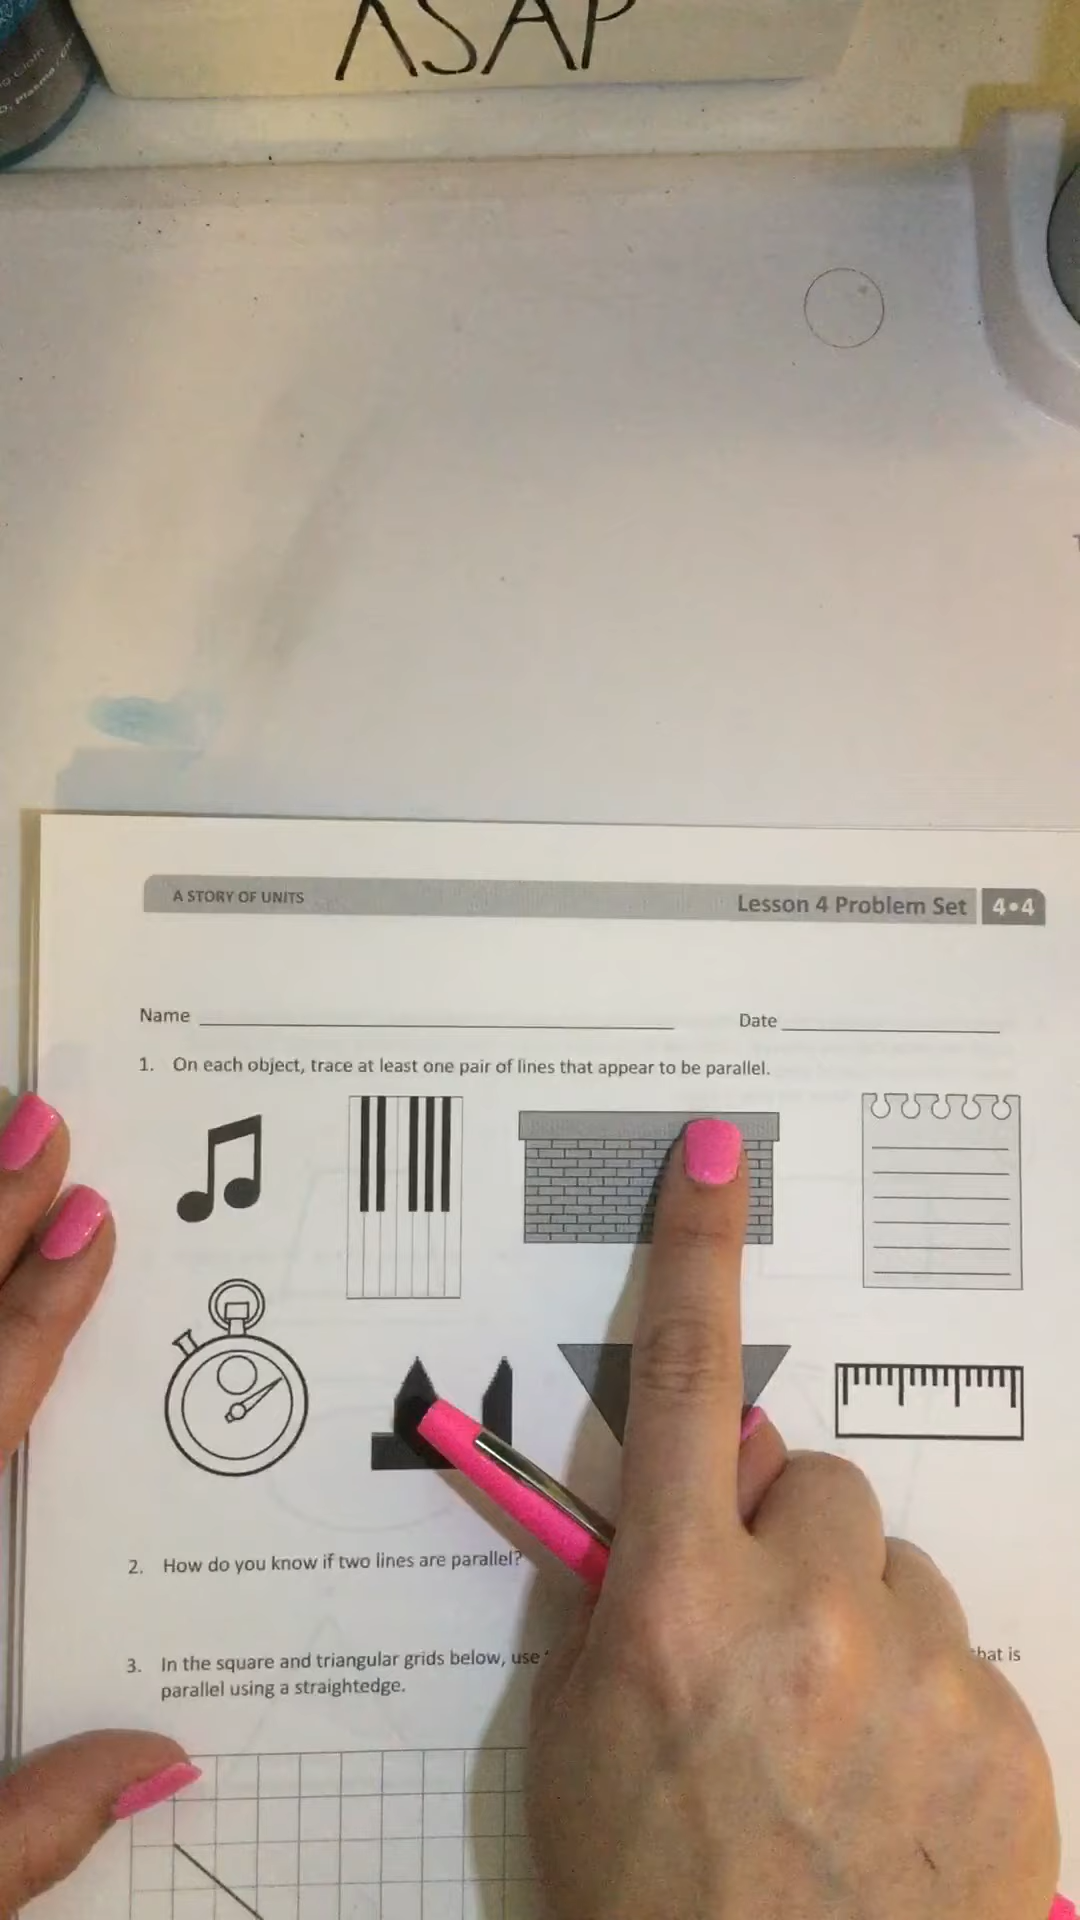 ASAP
A STORY OF UNITS
Lesson 4 Problem Set 4•4
Name
Date
1. On each object, trace at least one pair of lines that appear to be parallel.
2. How do you know if two lines are parallel?
3. In the square and triangular grids below, use that is
parallel using a straightedge.